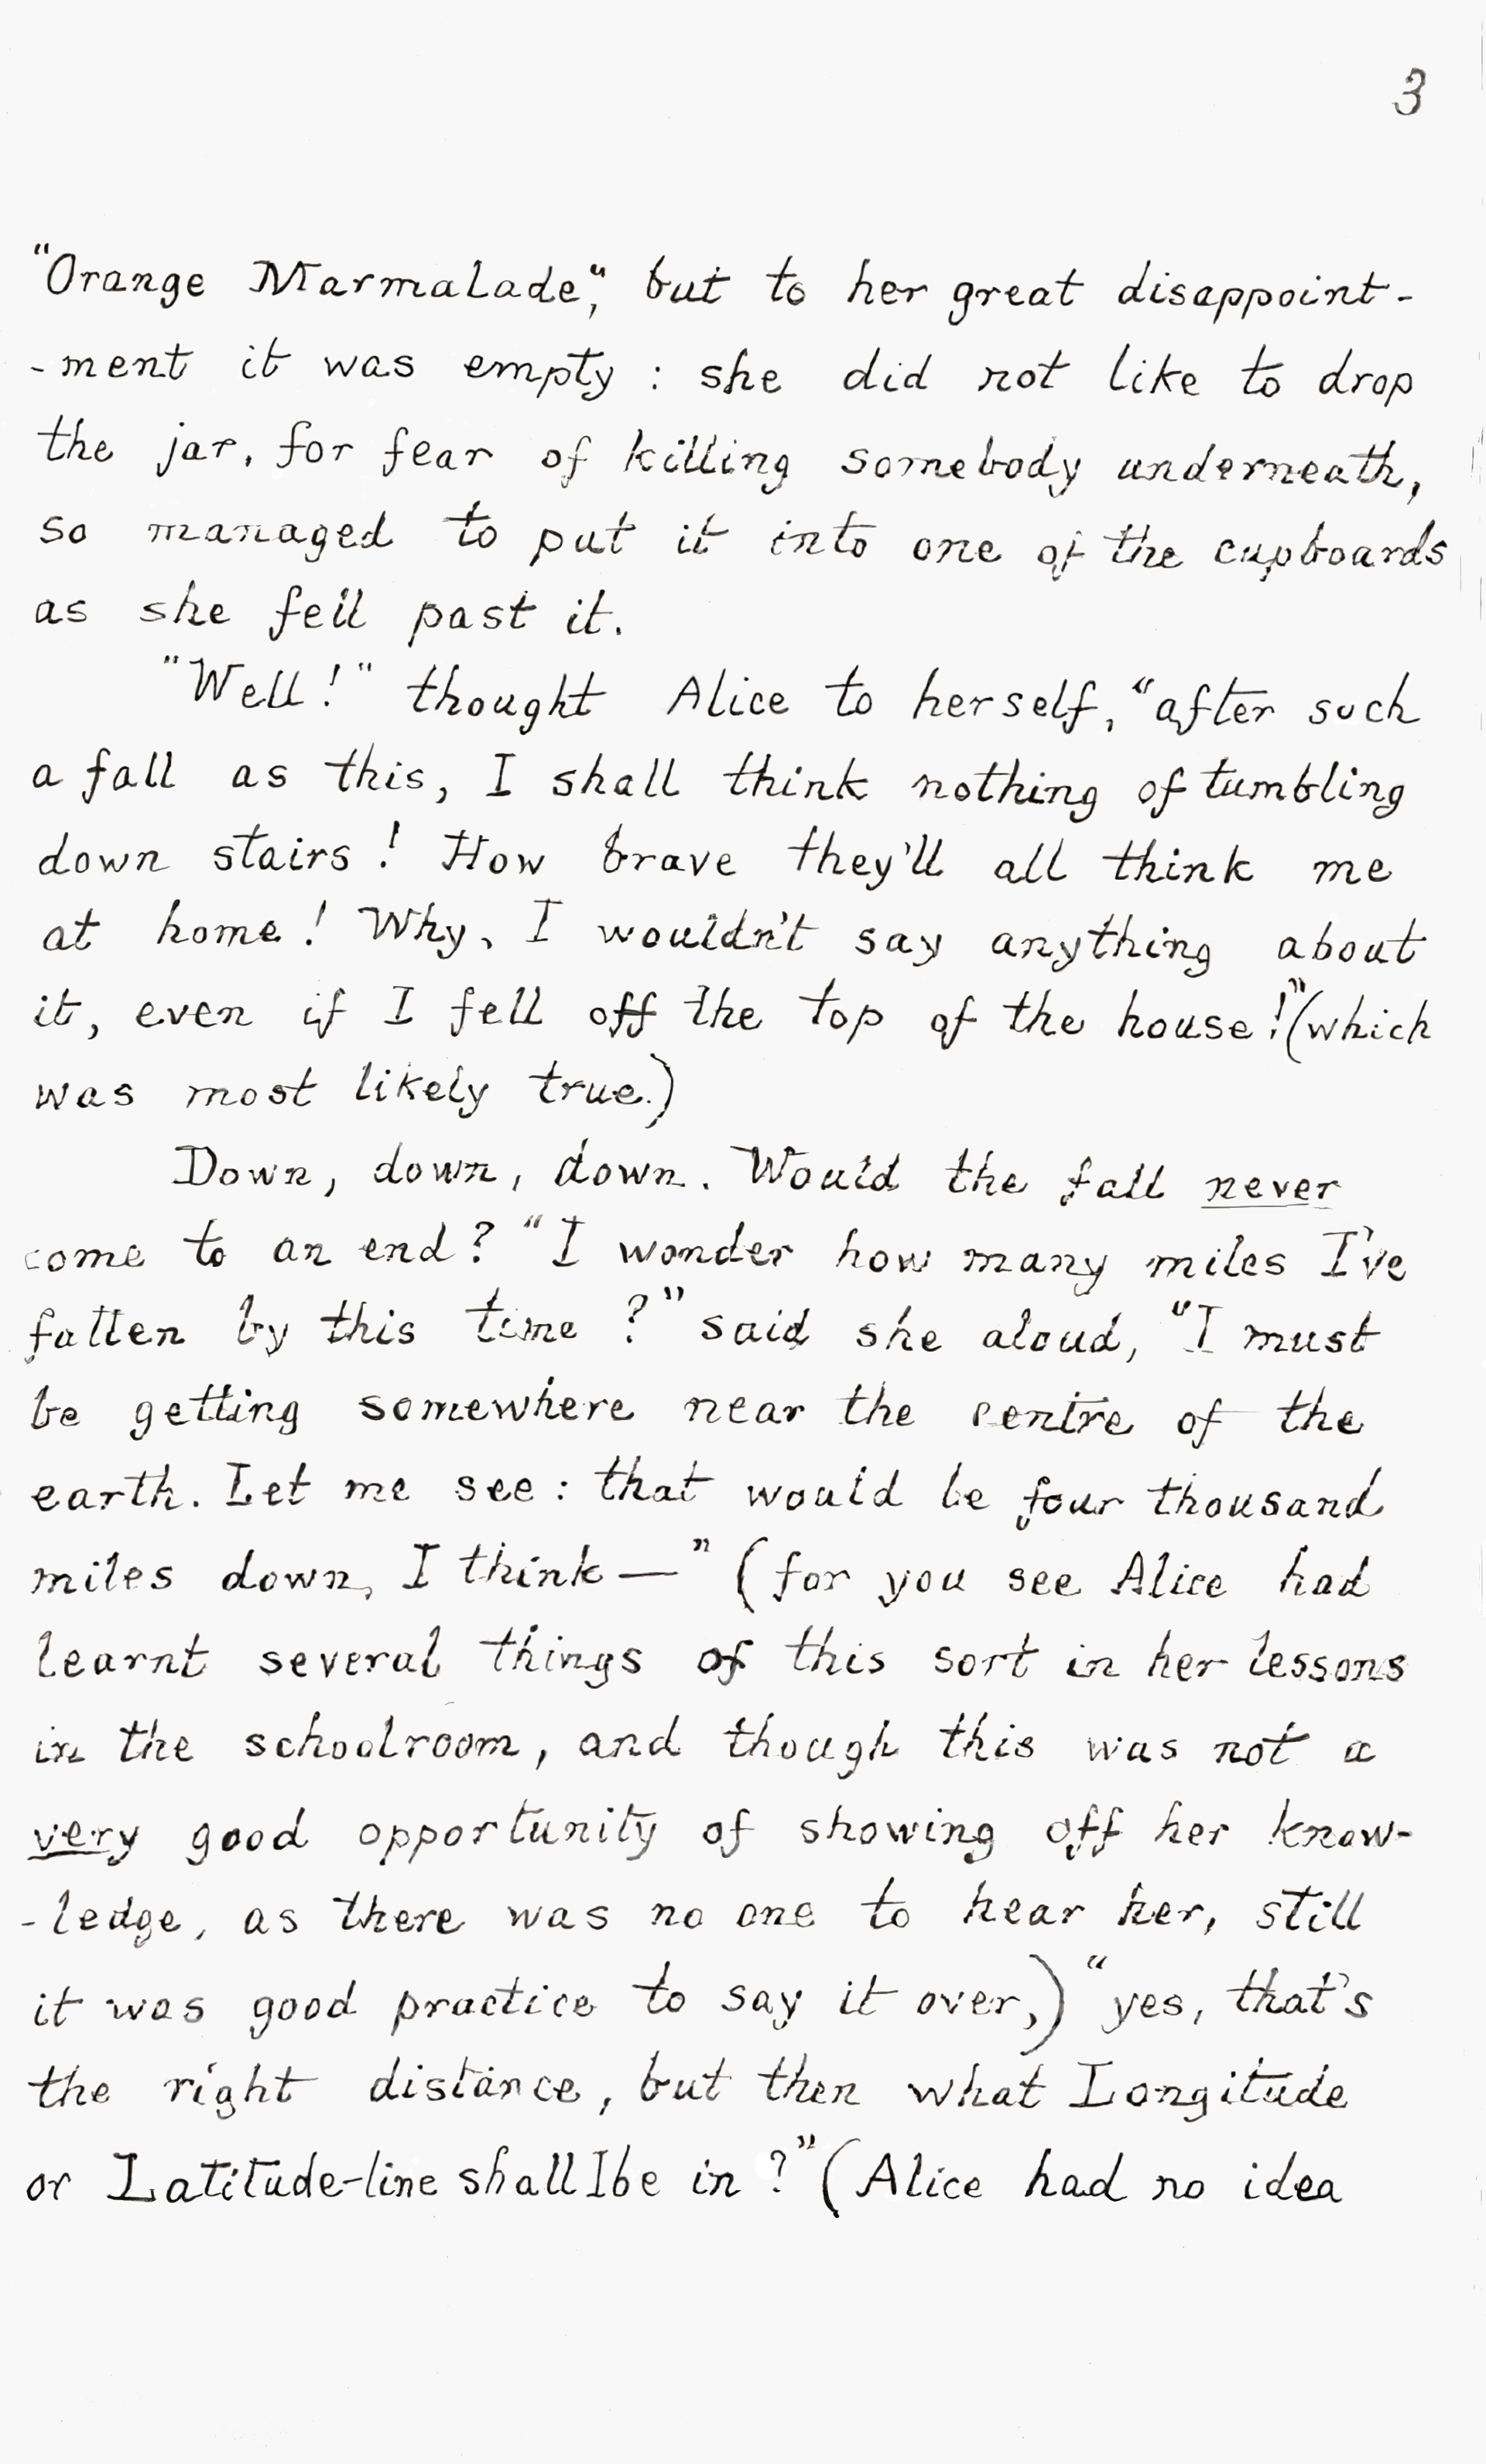 3
"Orange Marmalade", but to her great disappoint-
-ment it was empty : she did not like to drop
the jar, for fear of killing somebody underneath,
so managed to put it into one of the cupboards
as she fell past it.
"Well!" thought Alice to herself, "after such
a fall as this, I shall think nothing of tumbling
down stairs! How brave they'll all think me
at home! Why, I wouldn't say anything about
it, even if I fell off the top of the house!" (which
was most likely true.)
Down, down, down. Would the fall never
come to an end? "I wonder how many miles I've
fallen by this time?" said she aloud, "I must
be getting somewhere near the centre of the
earth. Let me see: that would be four thousand
miles down, I think—" (for you see Alice had
learnt several things of this sort in her lessons
in the schoolroom, and though this was not a
very good opportunity of showing off her know-
-ledge, as there was no one to hear her, still
it was good practice to say it over,) "yes, that's
the right distance, but then what Longitude
or Latitude-line shall I be in?" (Alice had no idea